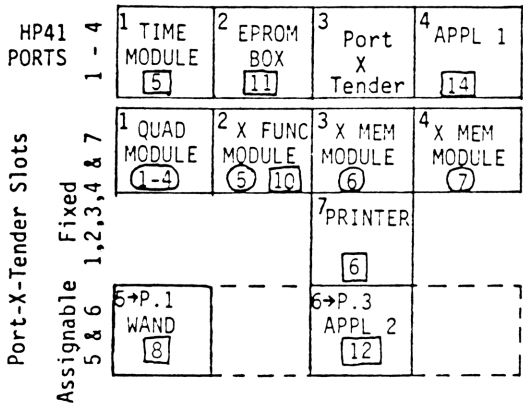 HP41
PORTS
1 - 4
1 TIME
MODULE
5
2 EPROM
BOX
11
3 Port
X
Tender
4 APPL 1
14
Port-X-Tender Slots
Fixed
1,2,3,4 & 7
1 QUAD
MODULE
1-4
2 X FUNC
MODULE
5 10
3 X MEM
MODULE
6
4 X MEM
MODULE
7
7 PRINTER
6
Assignable
5 & 6
5→P.1
WAND
8
6→P.3
APPL 2
12